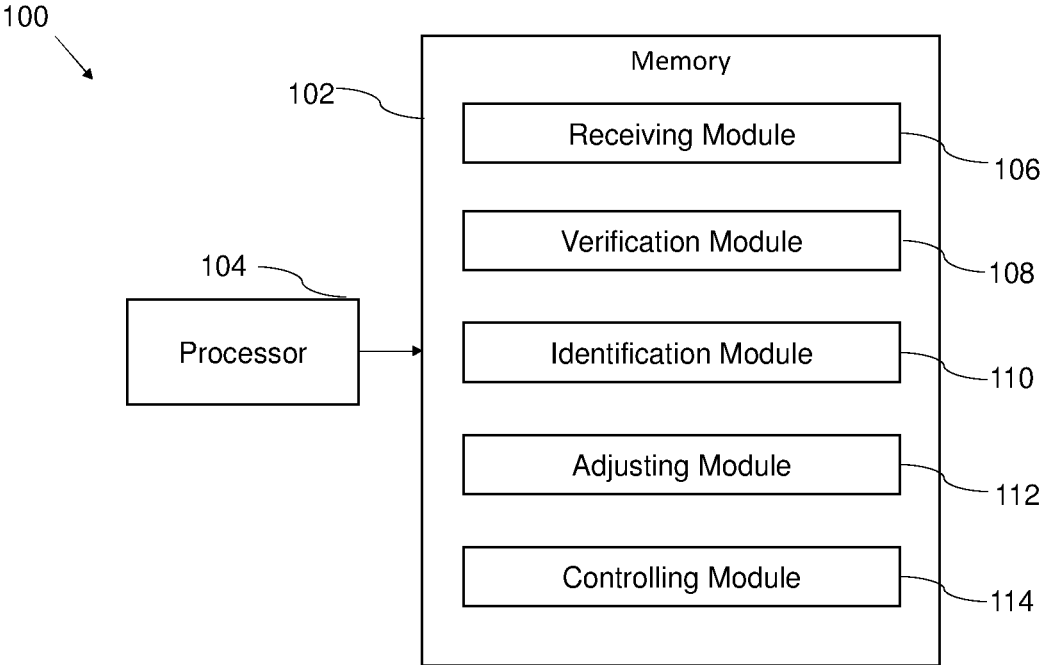 100
Memory
102
Receiving Module
106
Verification Module
108
104
Processor
Identification Module
110
Adjusting Module
112
Controlling Module
114